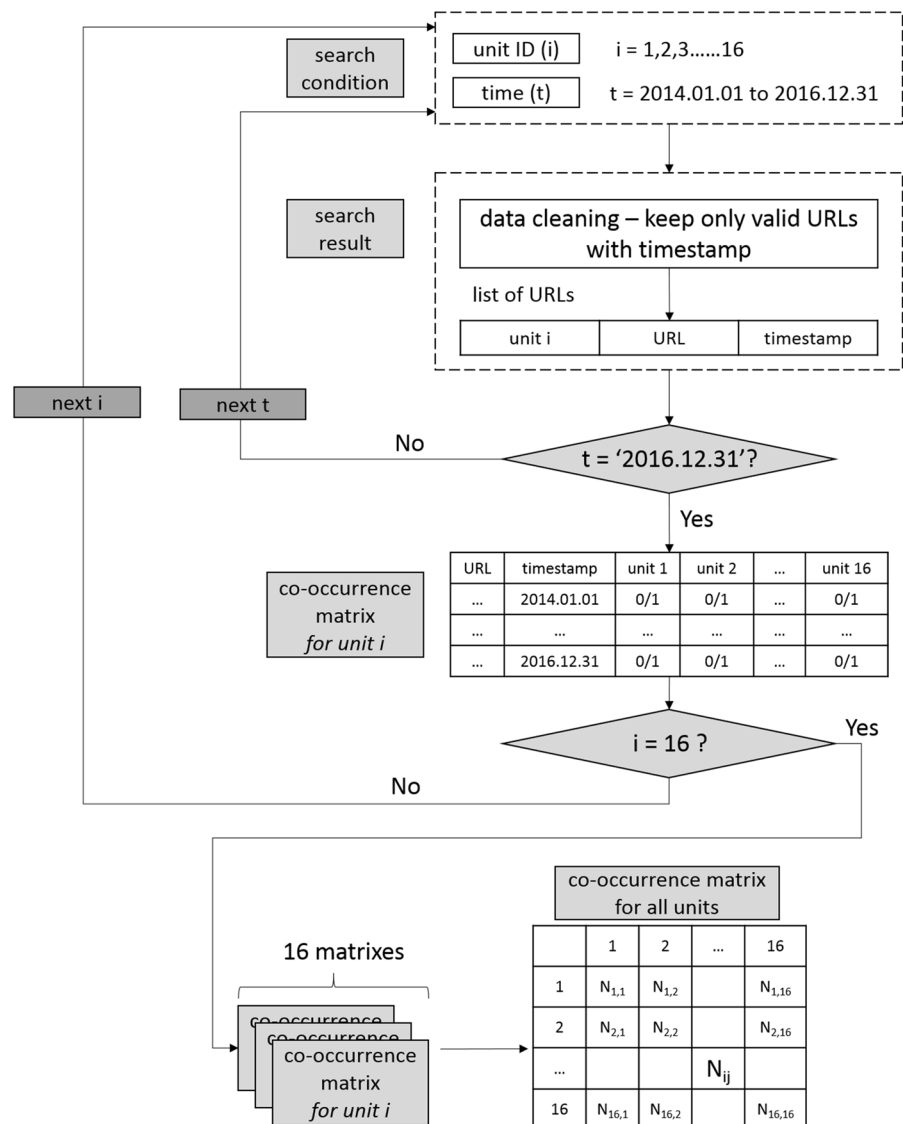 search
condition
unit ID (i)
i = 1,2,3......16
time (t)
t = 2014.01.01 to 2016.12.31
search
result
data cleaning – keep only valid URLs
with timestamp
list of URLs
unit i
URL
timestamp
next i
next t
No
t = ‘2016.12.31’?
Yes
co-occurrence
matrix
for unit i
URL timestamp unit 1 unit 2 ... unit 16
... 2014.01.01 0/1 0/1 ... 0/1
... ... ... ... ... ...
... 2016.12.31 0/1 0/1 ... 0/1
i = 16 ?
Yes
No
co-occurrence matrix
for all units
16 matrixes
co-occurrence
co-occurrence
co-occurrence
matrix
for unit i
1 2 ... 16
1 N1,1 N1,2 N1,16
2 N2,1 N2,2 N2,16
... Nij
16 N16,1 N16,2 N16,16